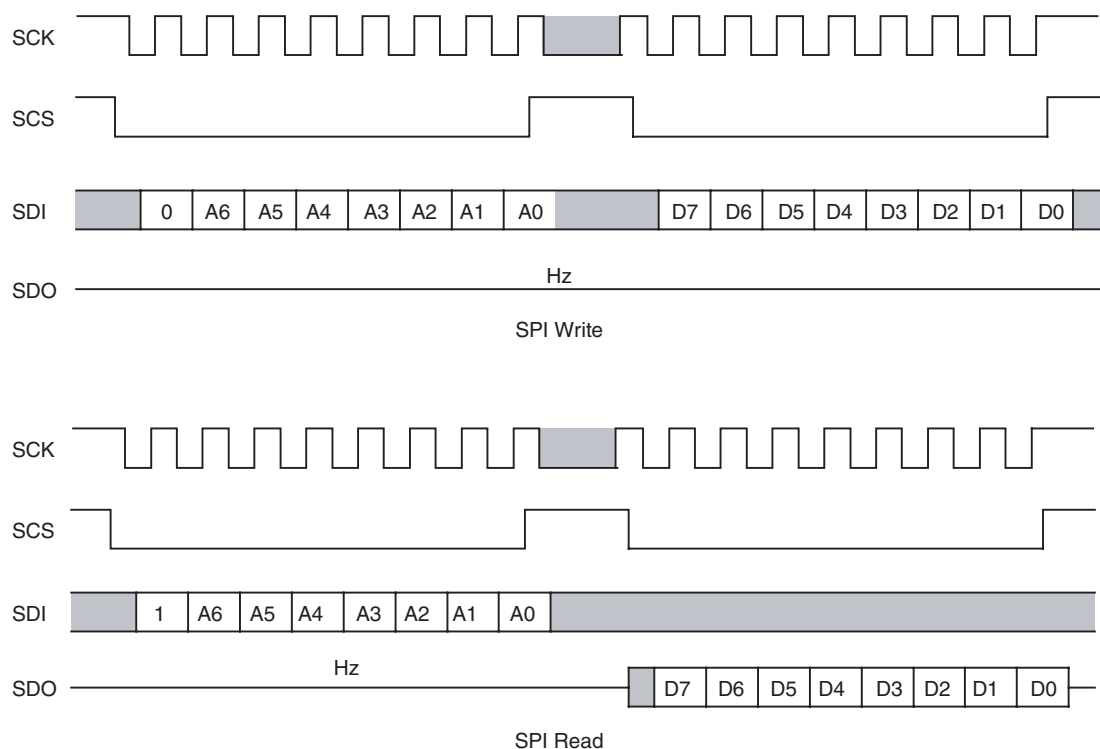 SCK
SCS
SDI 0 A6 A5 A4 A3 A2 A1 A0 D7 D6 D5 D4 D3 D2 D1 D0
Hz
SDO
SPI Write
SCK
SCS
SDI 1 A6 A5 A4 A3 A2 A1 A0
Hz
SDO D7 D6 D5 D4 D3 D2 D1 D0
SPI Read